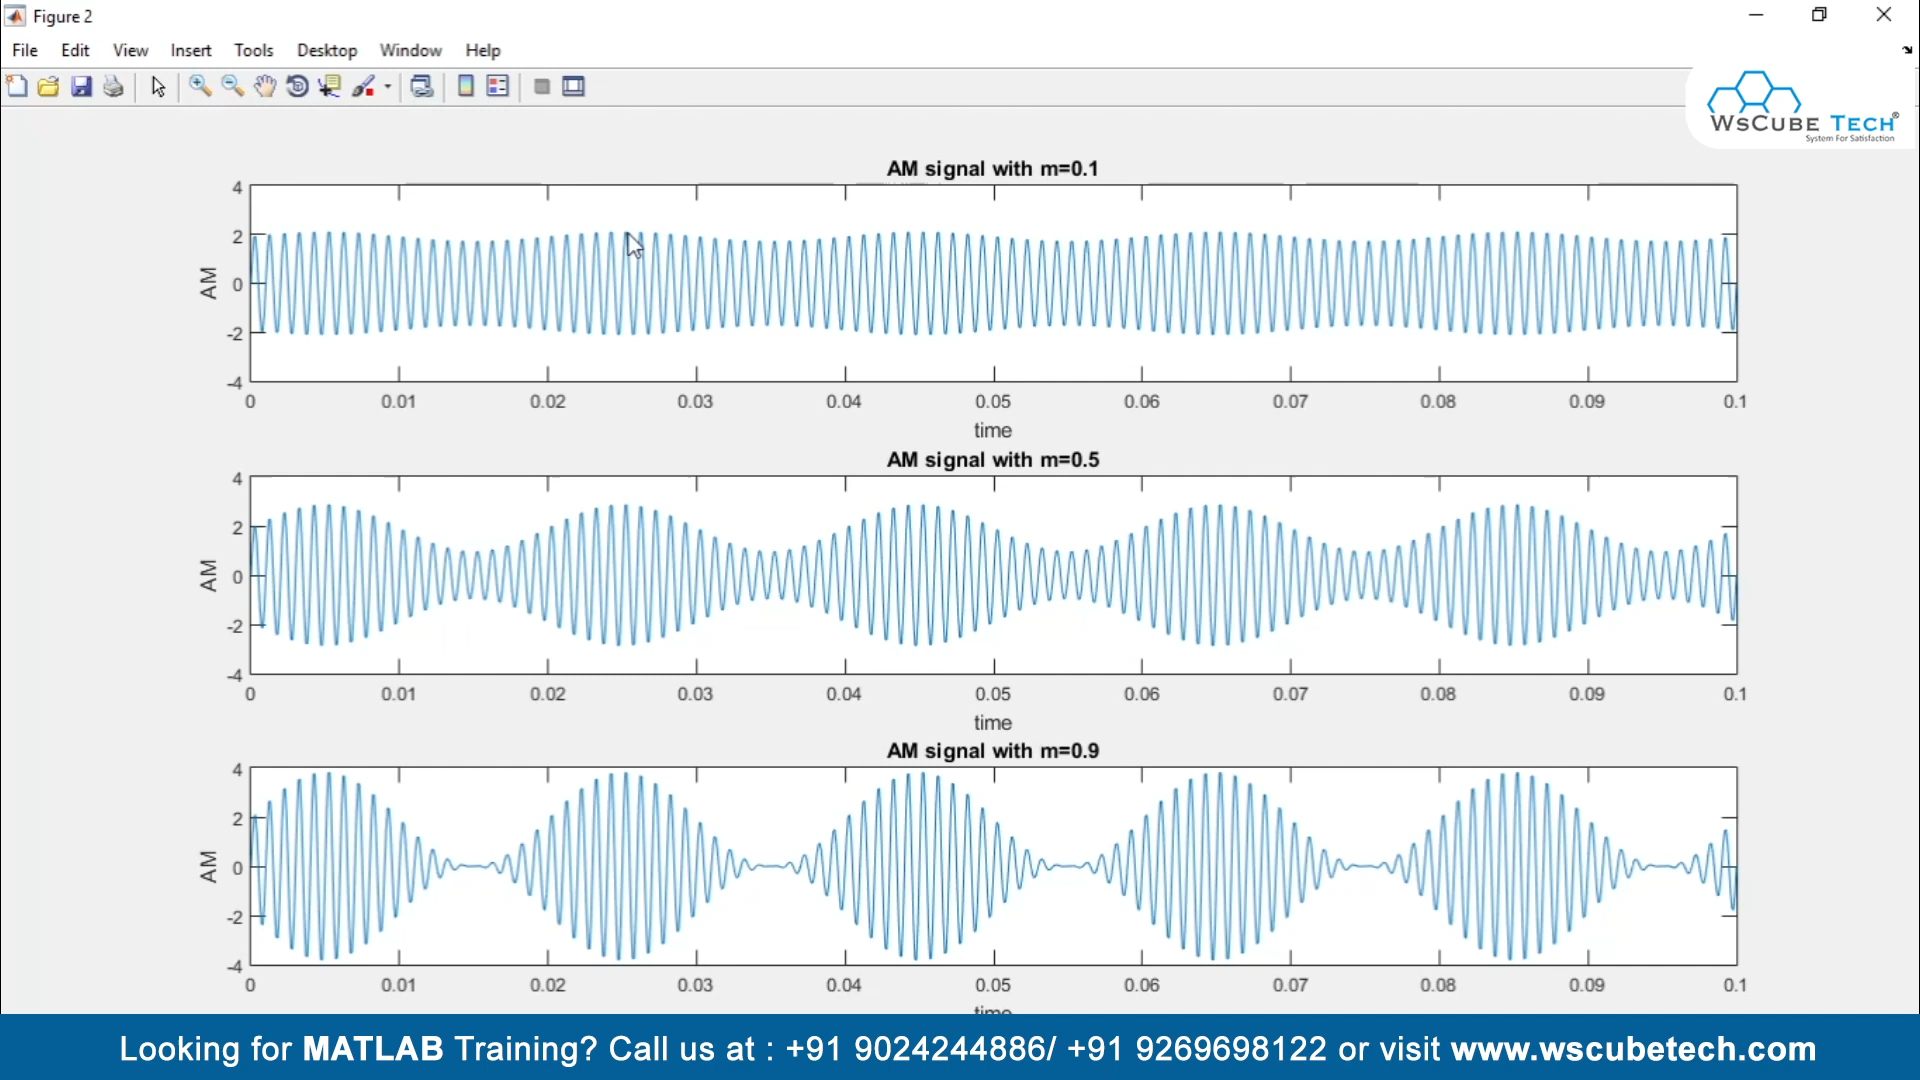 Figure 2
File Edit View Insert Tools Desktop Window Help
WsCube Tech®
System For Satisfaction
AM signal with m=0.1
4
2
0
-2
-4
AM
0 0.01 0.02 0.03 0.04 0.05 0.06 0.07 0.08 0.09 0.1
time
AM signal with m=0.5
4
2
0
-2
-4
AM
0 0.01 0.02 0.03 0.04 0.05 0.06 0.07 0.08 0.09 0.1
time
AM signal with m=0.9
4
2
0
-2
-4
AM
0 0.01 0.02 0.03 0.04 0.05 0.06 0.07 0.08 0.09 0.1
time
Looking for MATLAB Training? Call us at : +91 9024244886/ +91 9269698122 or visit www.wscubetech.com